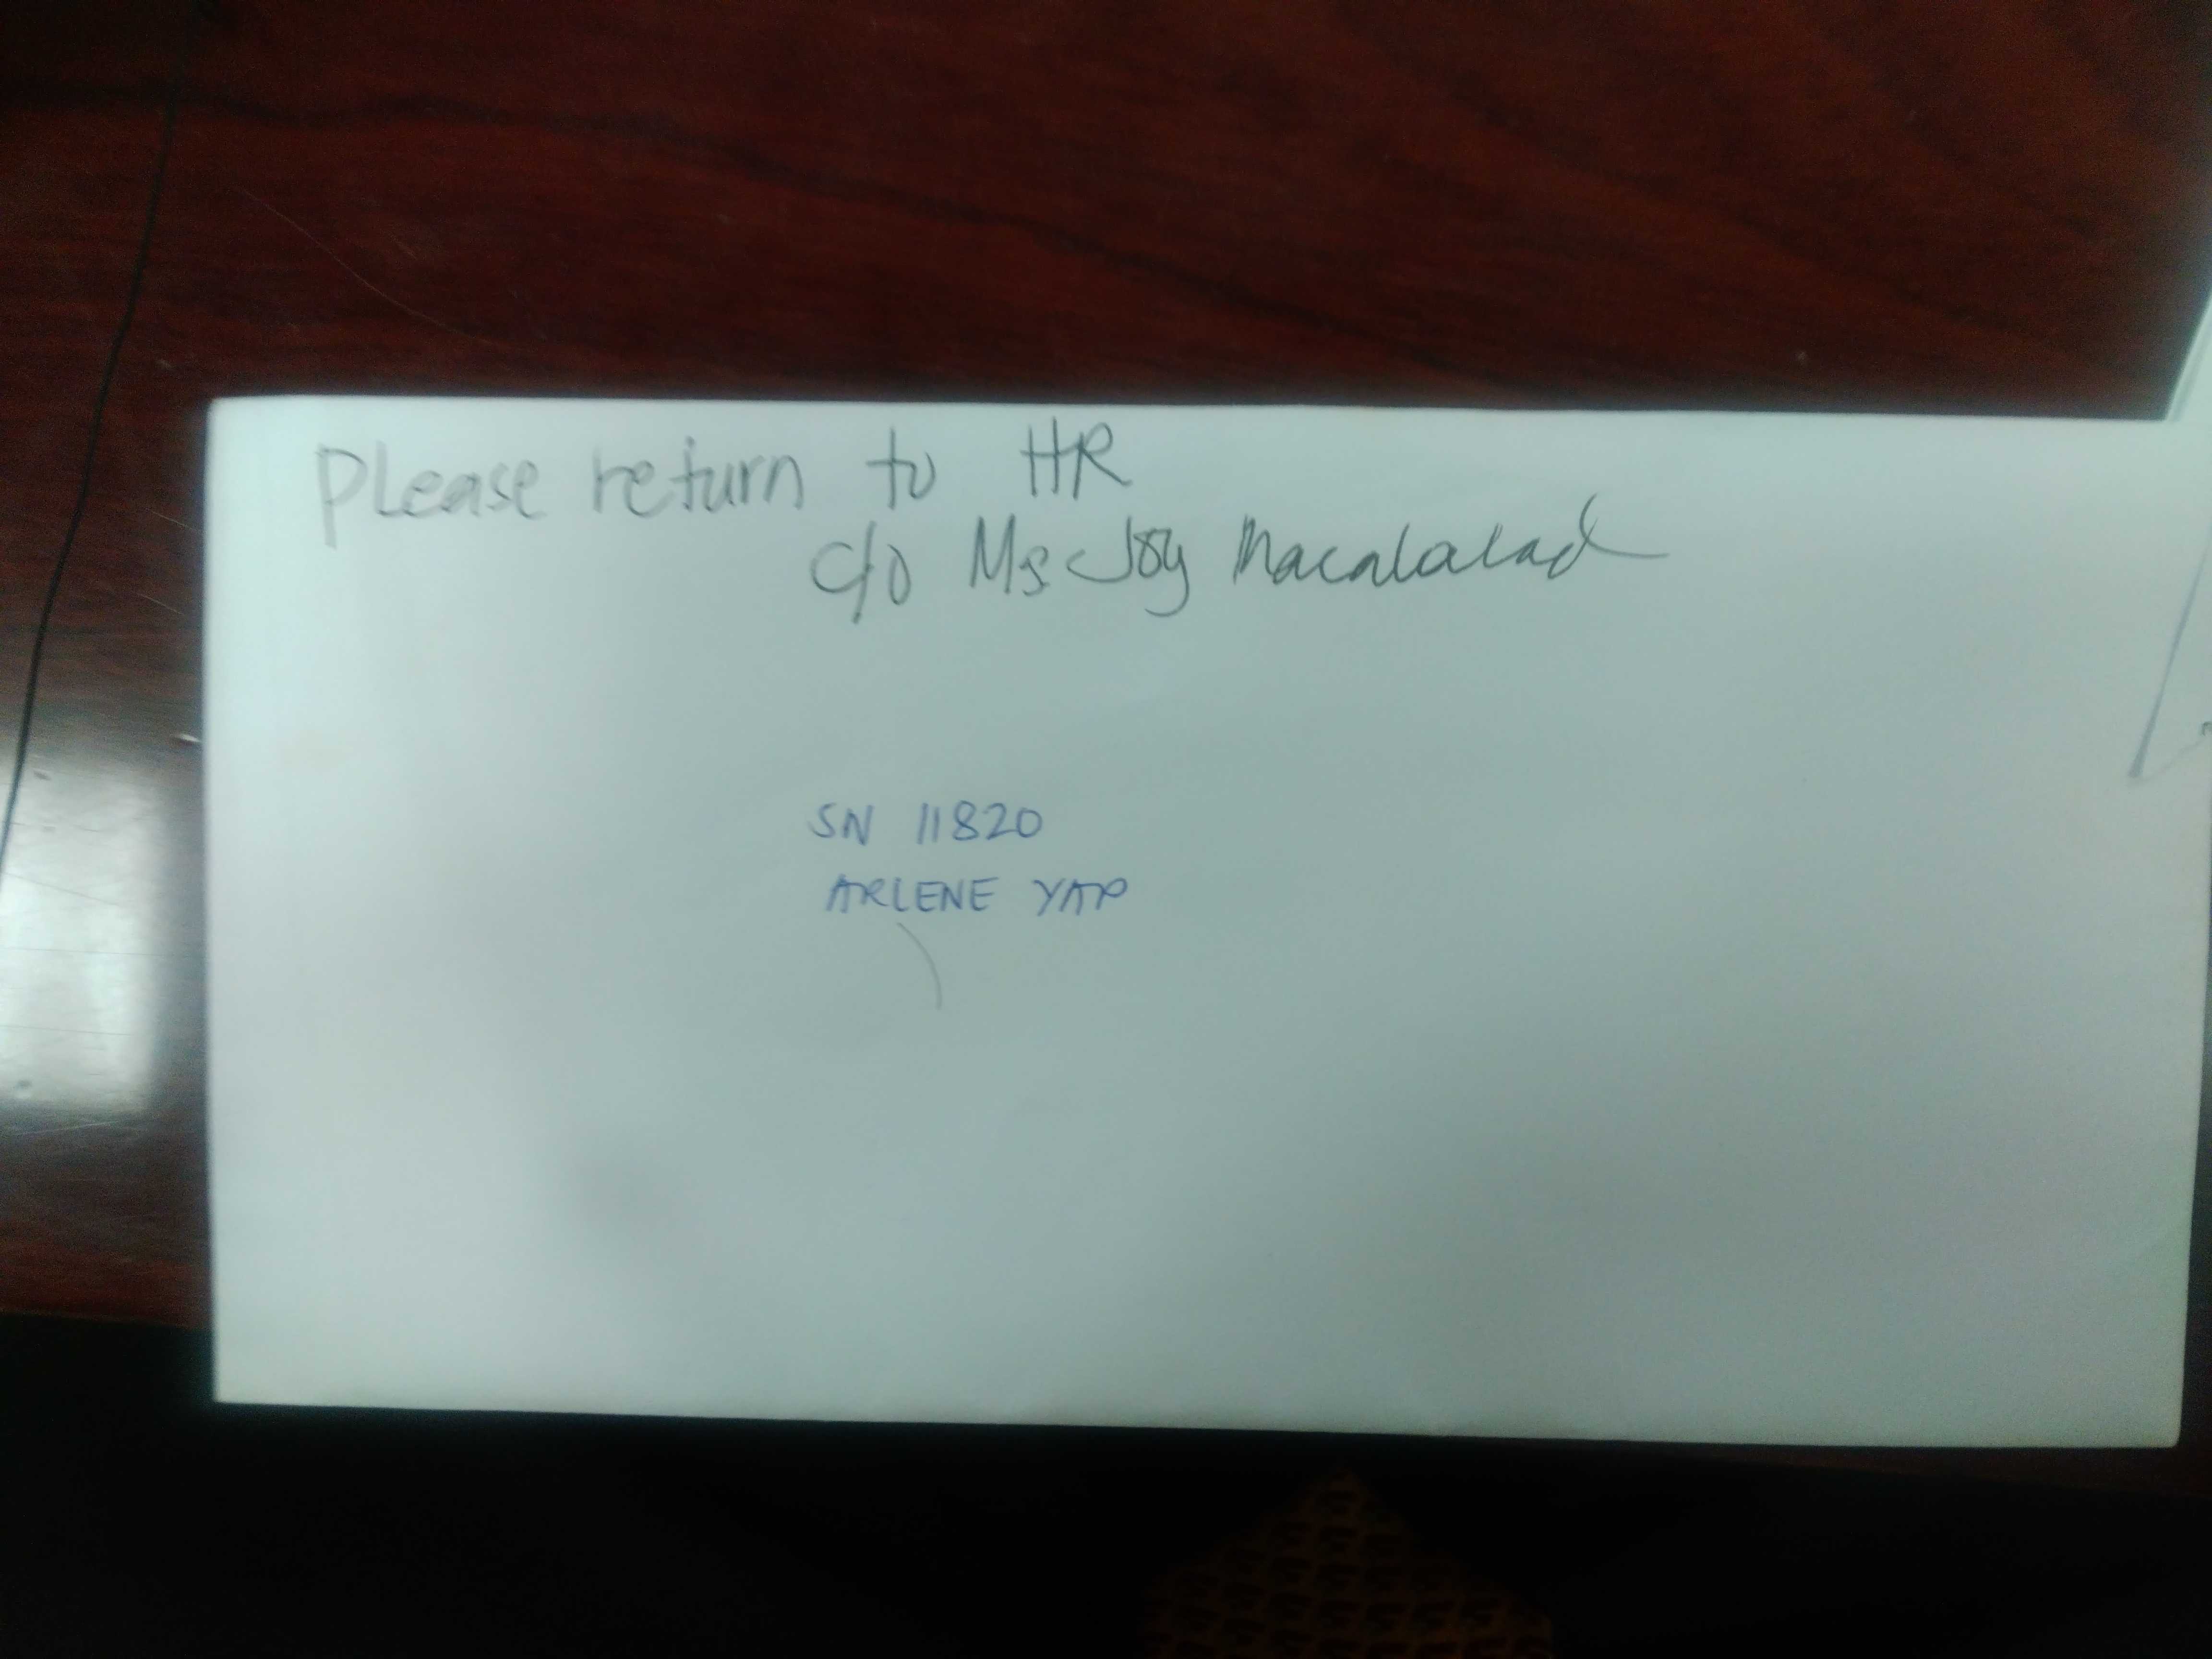 Please return to HR
c/o Ms Joy Macalalad
SN 11820
ARLENE YAP